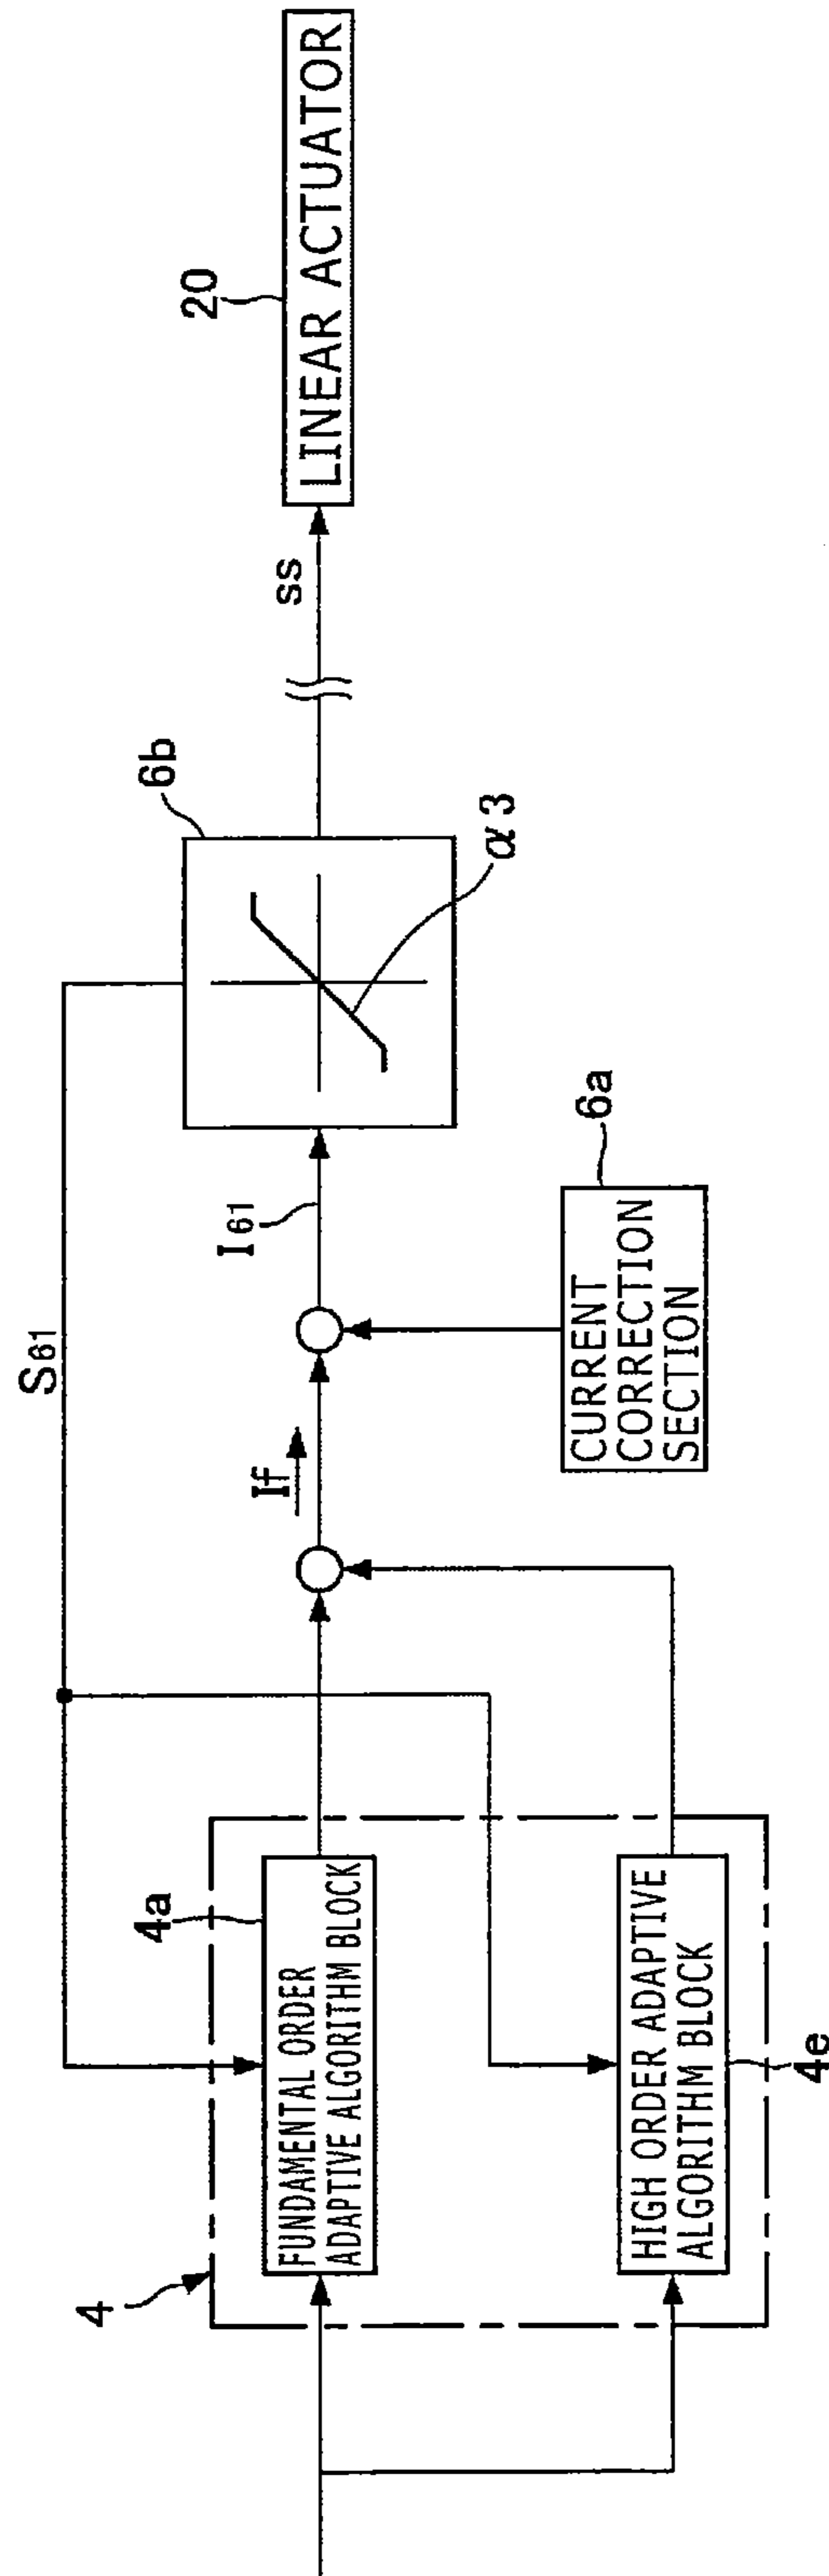 4
4a
FUNDAMENTAL ORDER
ADAPTIVE ALGORITHM BLOCK
HIGH ORDER ADAPTIVE
ALGORITHM BLOCK
4e
S61
If
I61
CURRENT
CORRECTION
SECTION
6a
6b
α3
ss
20
LINEAR ACTUATOR